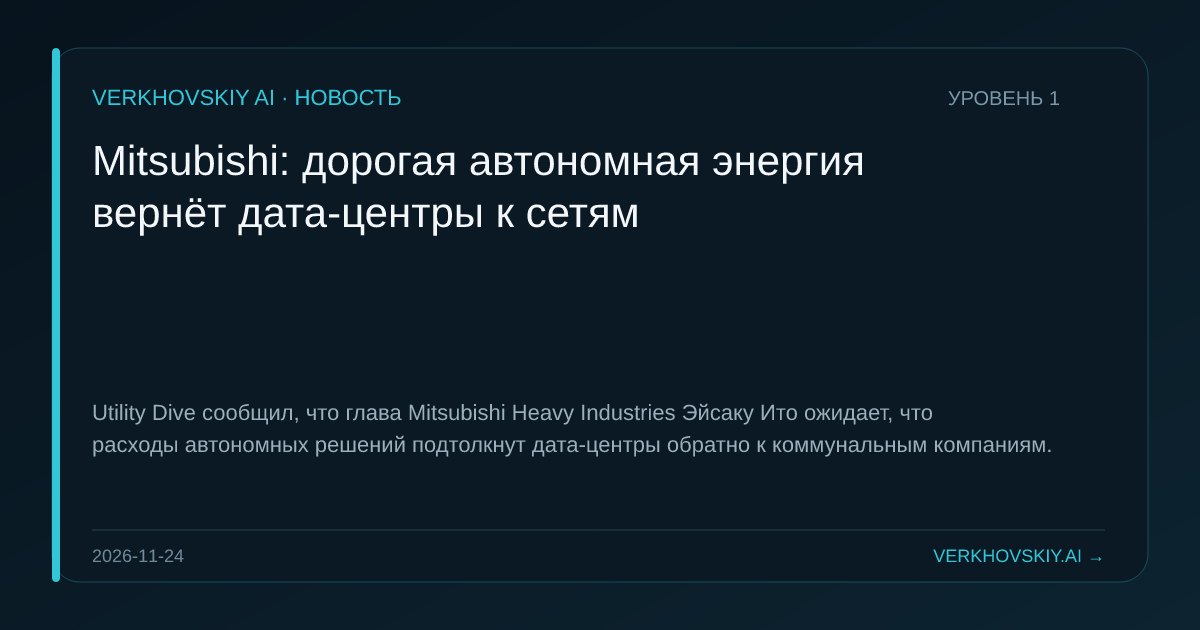 VERKHOVSKIY AI · НОВОСТЬ
УРОВЕНЬ 1
Mitsubishi: дорогая автономная энергия
вернёт дата-центры к сетям
Utility Dive сообщил, что глава Mitsubishi Heavy Industries Эйсаку Ито ожидает, что
расходы автономных решений подтолкнут дата-центры обратно к коммунальным компаниям.
2026-11-24
VERKHOVSKIY.AI →